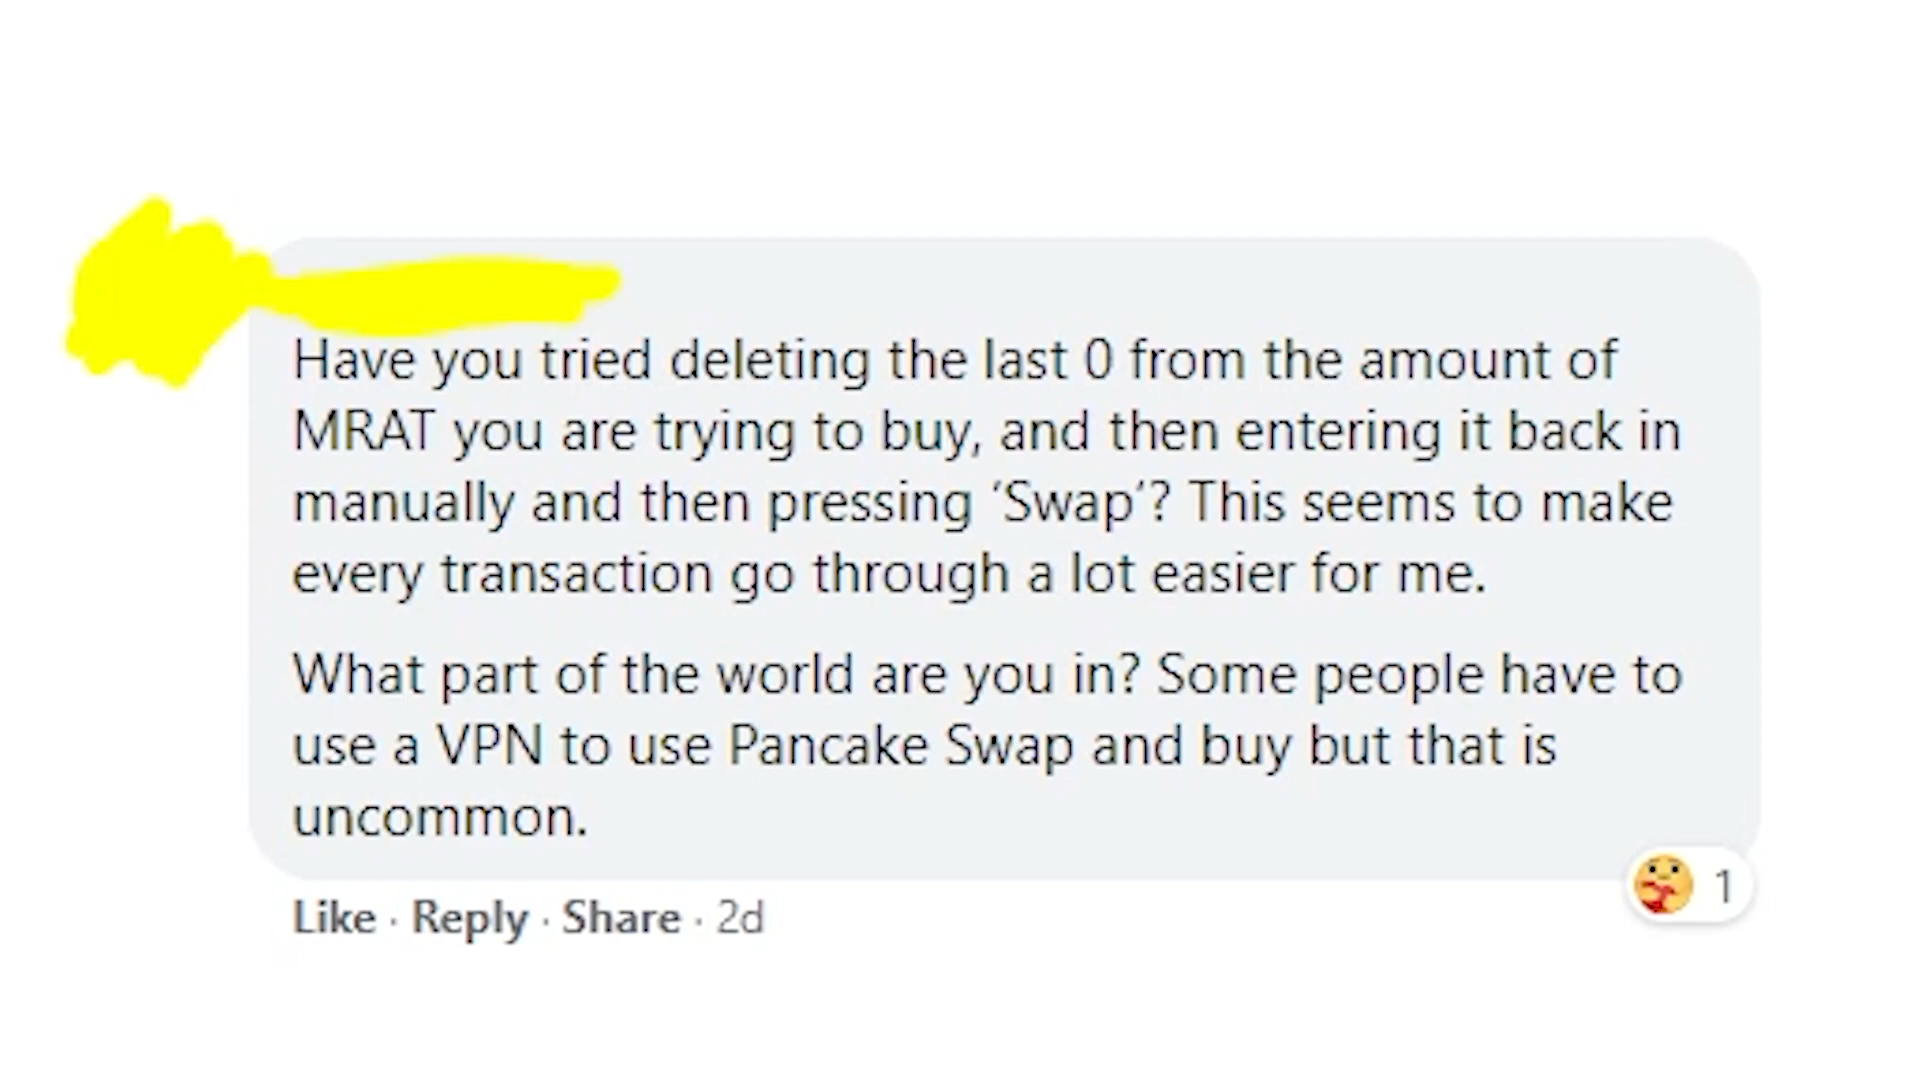 Have you tried deleting the last 0 from the amount of
MRAT you are trying to buy, and then entering it back in
manually and then pressing ‘Swap’? This seems to make
every transaction go through a lot easier for me.
What part of the world are you in? Some people have to
use a VPN to use Pancake Swap and buy but that is
uncommon.
1
Like · Reply · Share · 2d